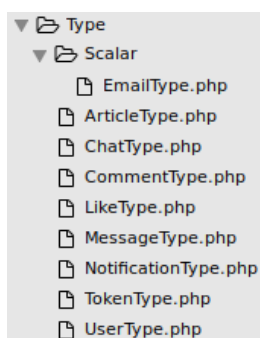 Type
Scalar
EmailType.php
ArticleType.php
ChatType.php
CommentType.php
LikeType.php
MessageType.php
NotificationType.php
TokenType.php
UserType.php